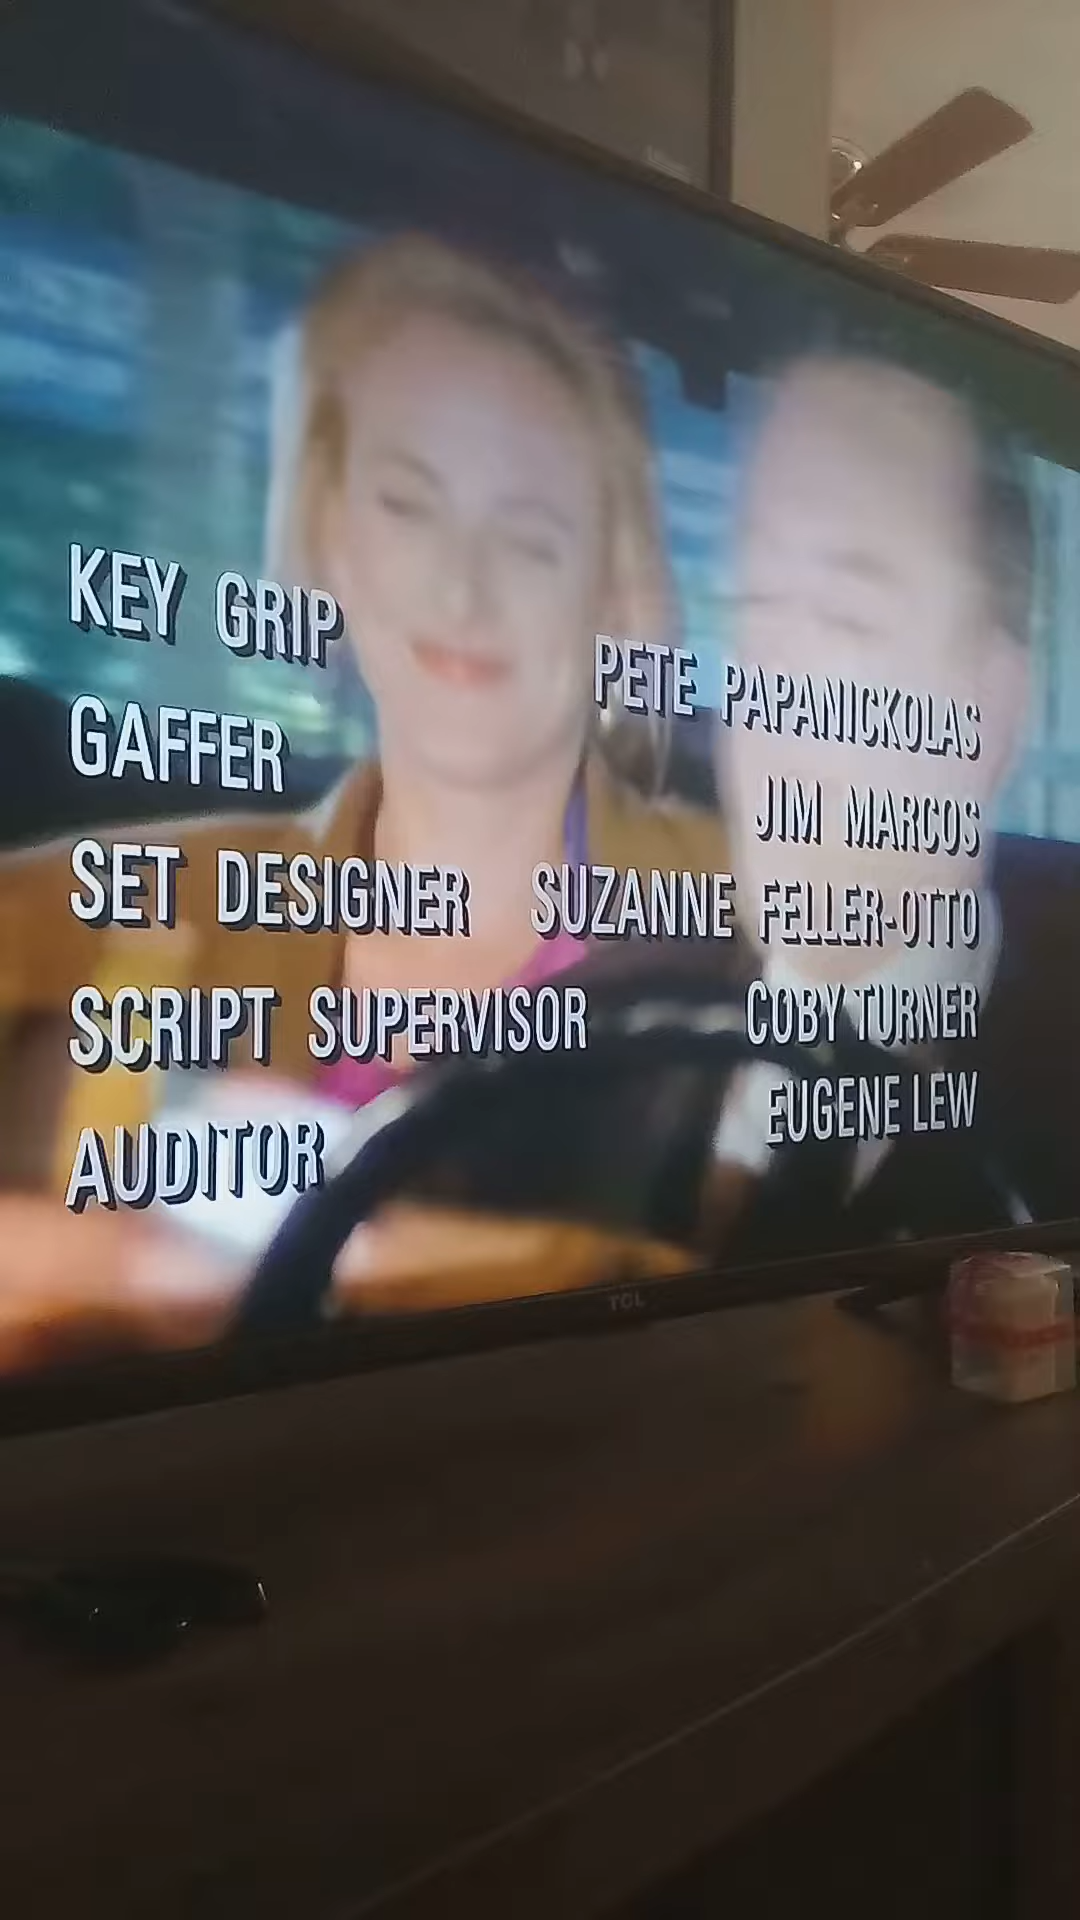 KEY GRIP PETE PAPANICKOLAS
GAFFER JIM MARCOS
SET DESIGNER SUZANNE FELLER-OTTO
SCRIPT SUPERVISOR COBY TURNER
AUDITOR EUGENE LEW
TCL